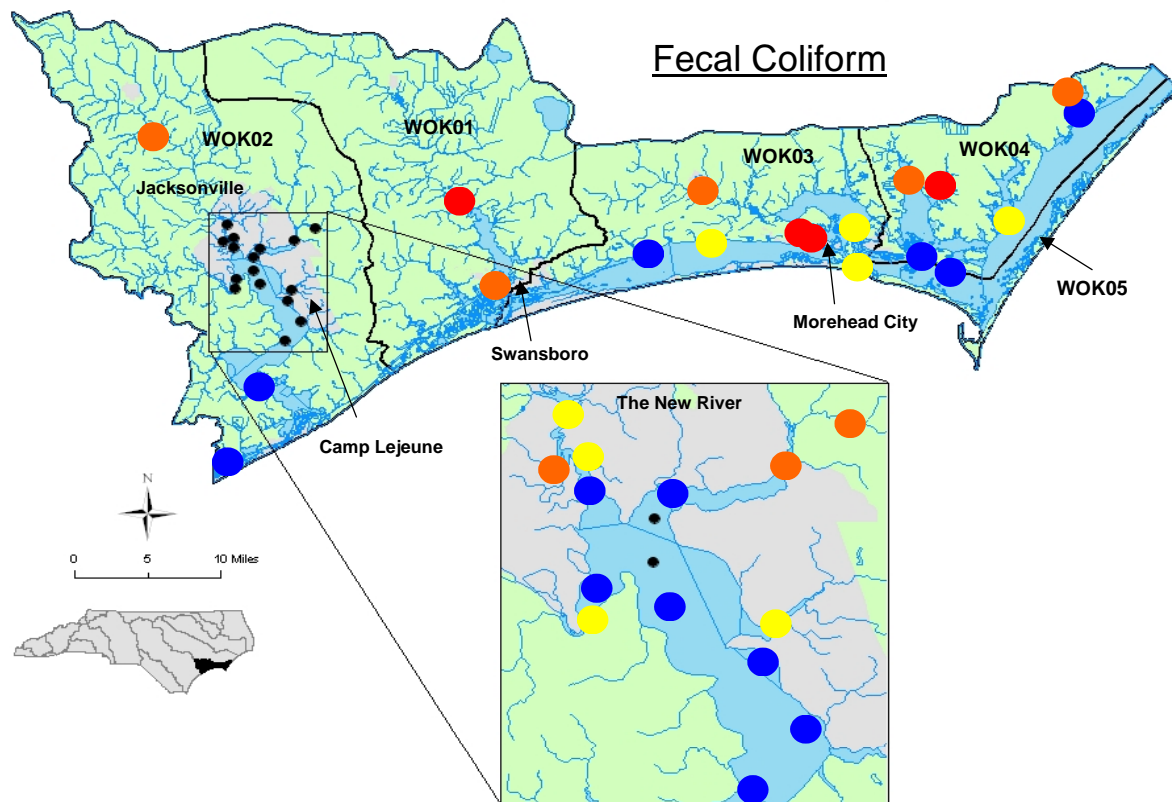 Fecal Coliform
WOK02
WOK01
WOK03
WOK04
Jacksonville
WOK05
Morehead City
Swansboro
Camp Lejeune
The New River
N
0 5 10 Miles